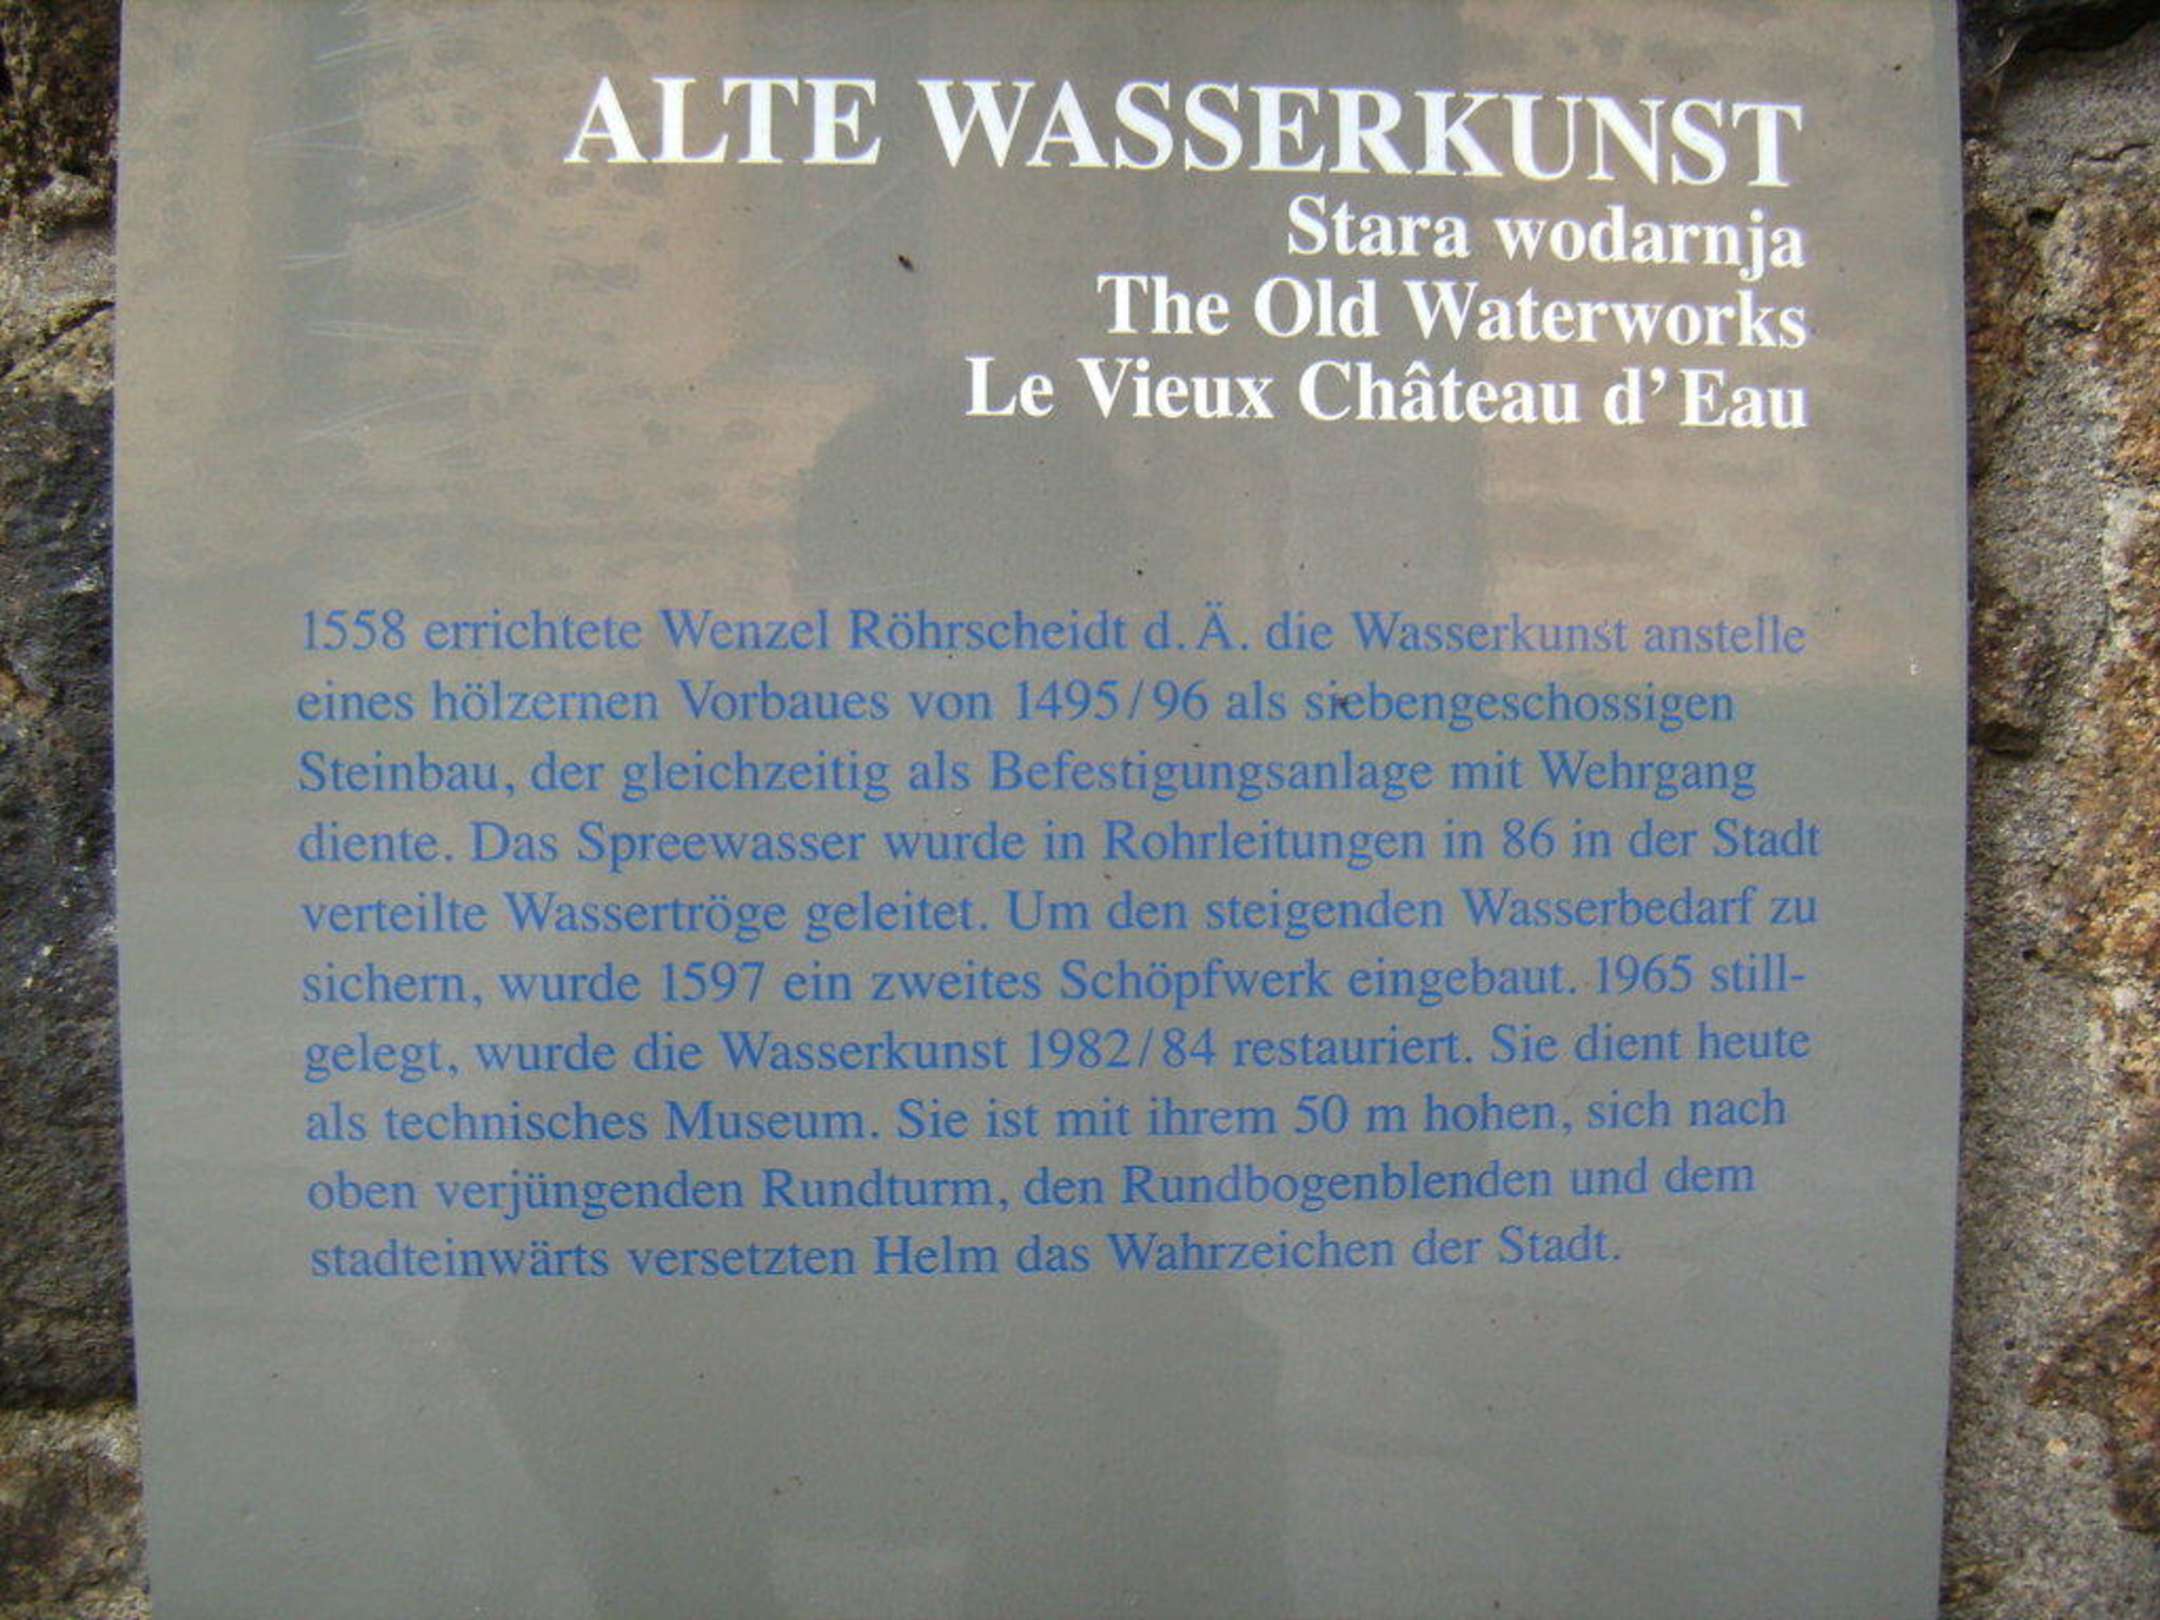 ALTE WASSERKUNST
Stara wodarnja
The Old Waterworks
Le Vieux Château d'Eau
1558 errichtete Wenzel Röhrscheidt d. Ä. die Wasserkunst anstelle
eines hölzernen Vorbaues von 1495/96 als siebengeschossigen
Steinbau, der gleichzeitig als Befestigungsanlage mit Wehrgang
diente. Das Spreewasser wurde in Rohrleitungen in 86 in der Stadt
verteilte Wassertröge geleitet. Um den steigenden Wasserbedarf zu
sichern, wurde 1597 ein zweites Schöpfwerk eingebaut. 1965 still-
gelegt, wurde die Wasserkunst 1982/84 restauriert. Sie dient heute
als technisches Museum. Sie ist mit ihrem 50 m hohen, sich nach
oben verjüngenden Rundturm, den Rundbogenblenden und dem
stadteinwärts versetzten Helm das Wahrzeichen der Stadt.